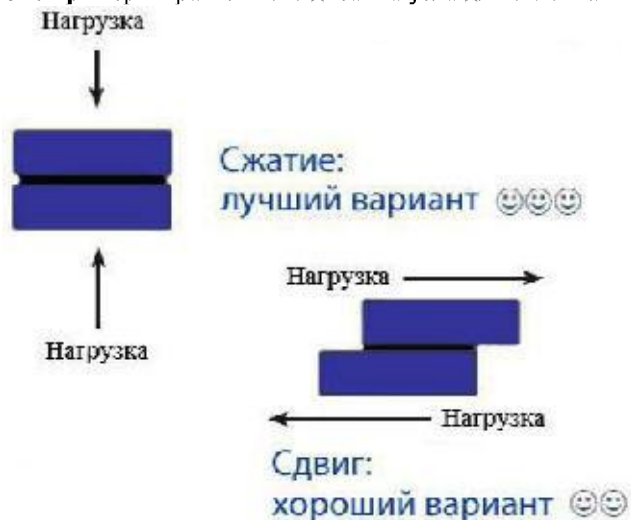 Нагрузка
Сжатие:
лучший вариант
Нагрузка
Нагрузка
Нагрузка
Сдвиг:
хороший вариант